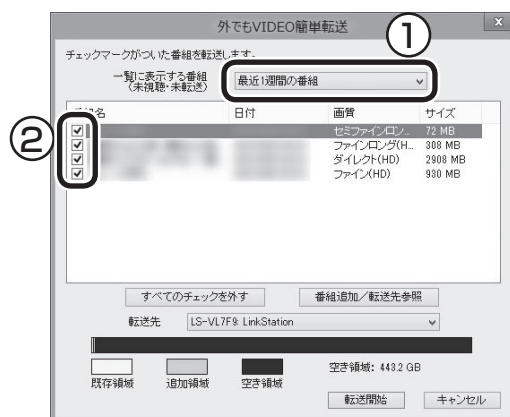 外でもVIDEO簡単転送
x
①
チェックマークがついた番組を転送します。
一覧に表示する番組
(未視聴・未転送)
最近1週間の番組
日付 画質 サイズ
②
セミファインロン... 72 MB
ファインロング(H... 308 MB
ダイレクト(HD) 2908 MB
ファイン(HD) 930 MB
すべてのチェックを外す 番組追加/転送先参照
転送先 LS-VL7F9: LinkStation
既存領域 追加領域 空き領域 空き領域: 443.2 GB
転送開始 キャンセル